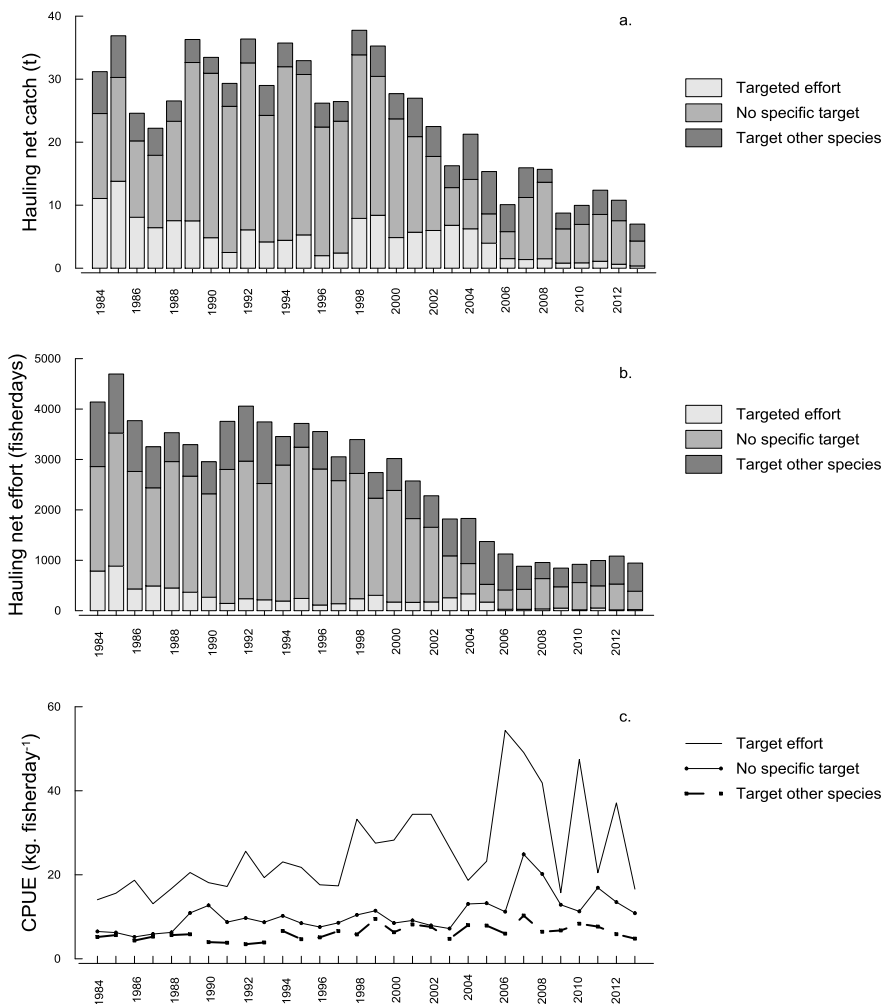 a.
Hauling net catch (t)
40
30
20
10
0
Targeted effort
No specific target
Target other species
1984 1986 1988 1990 1992 1994 1996 1998 2000 2002 2004 2006 2008 2010 2012
b.
Hauling net effort (fisherdays)
5000
4000
3000
2000
1000
0
Targeted effort
No specific target
Target other species
1984 1986 1988 1990 1992 1994 1996 1998 2000 2002 2004 2006 2008 2010 2012
c.
CPUE (kg. fisherday⁻¹)
60
40
20
0
Target effort
No specific target
Target other species
1984 1986 1988 1990 1992 1994 1996 1998 2000 2002 2004 2006 2008 2010 2012